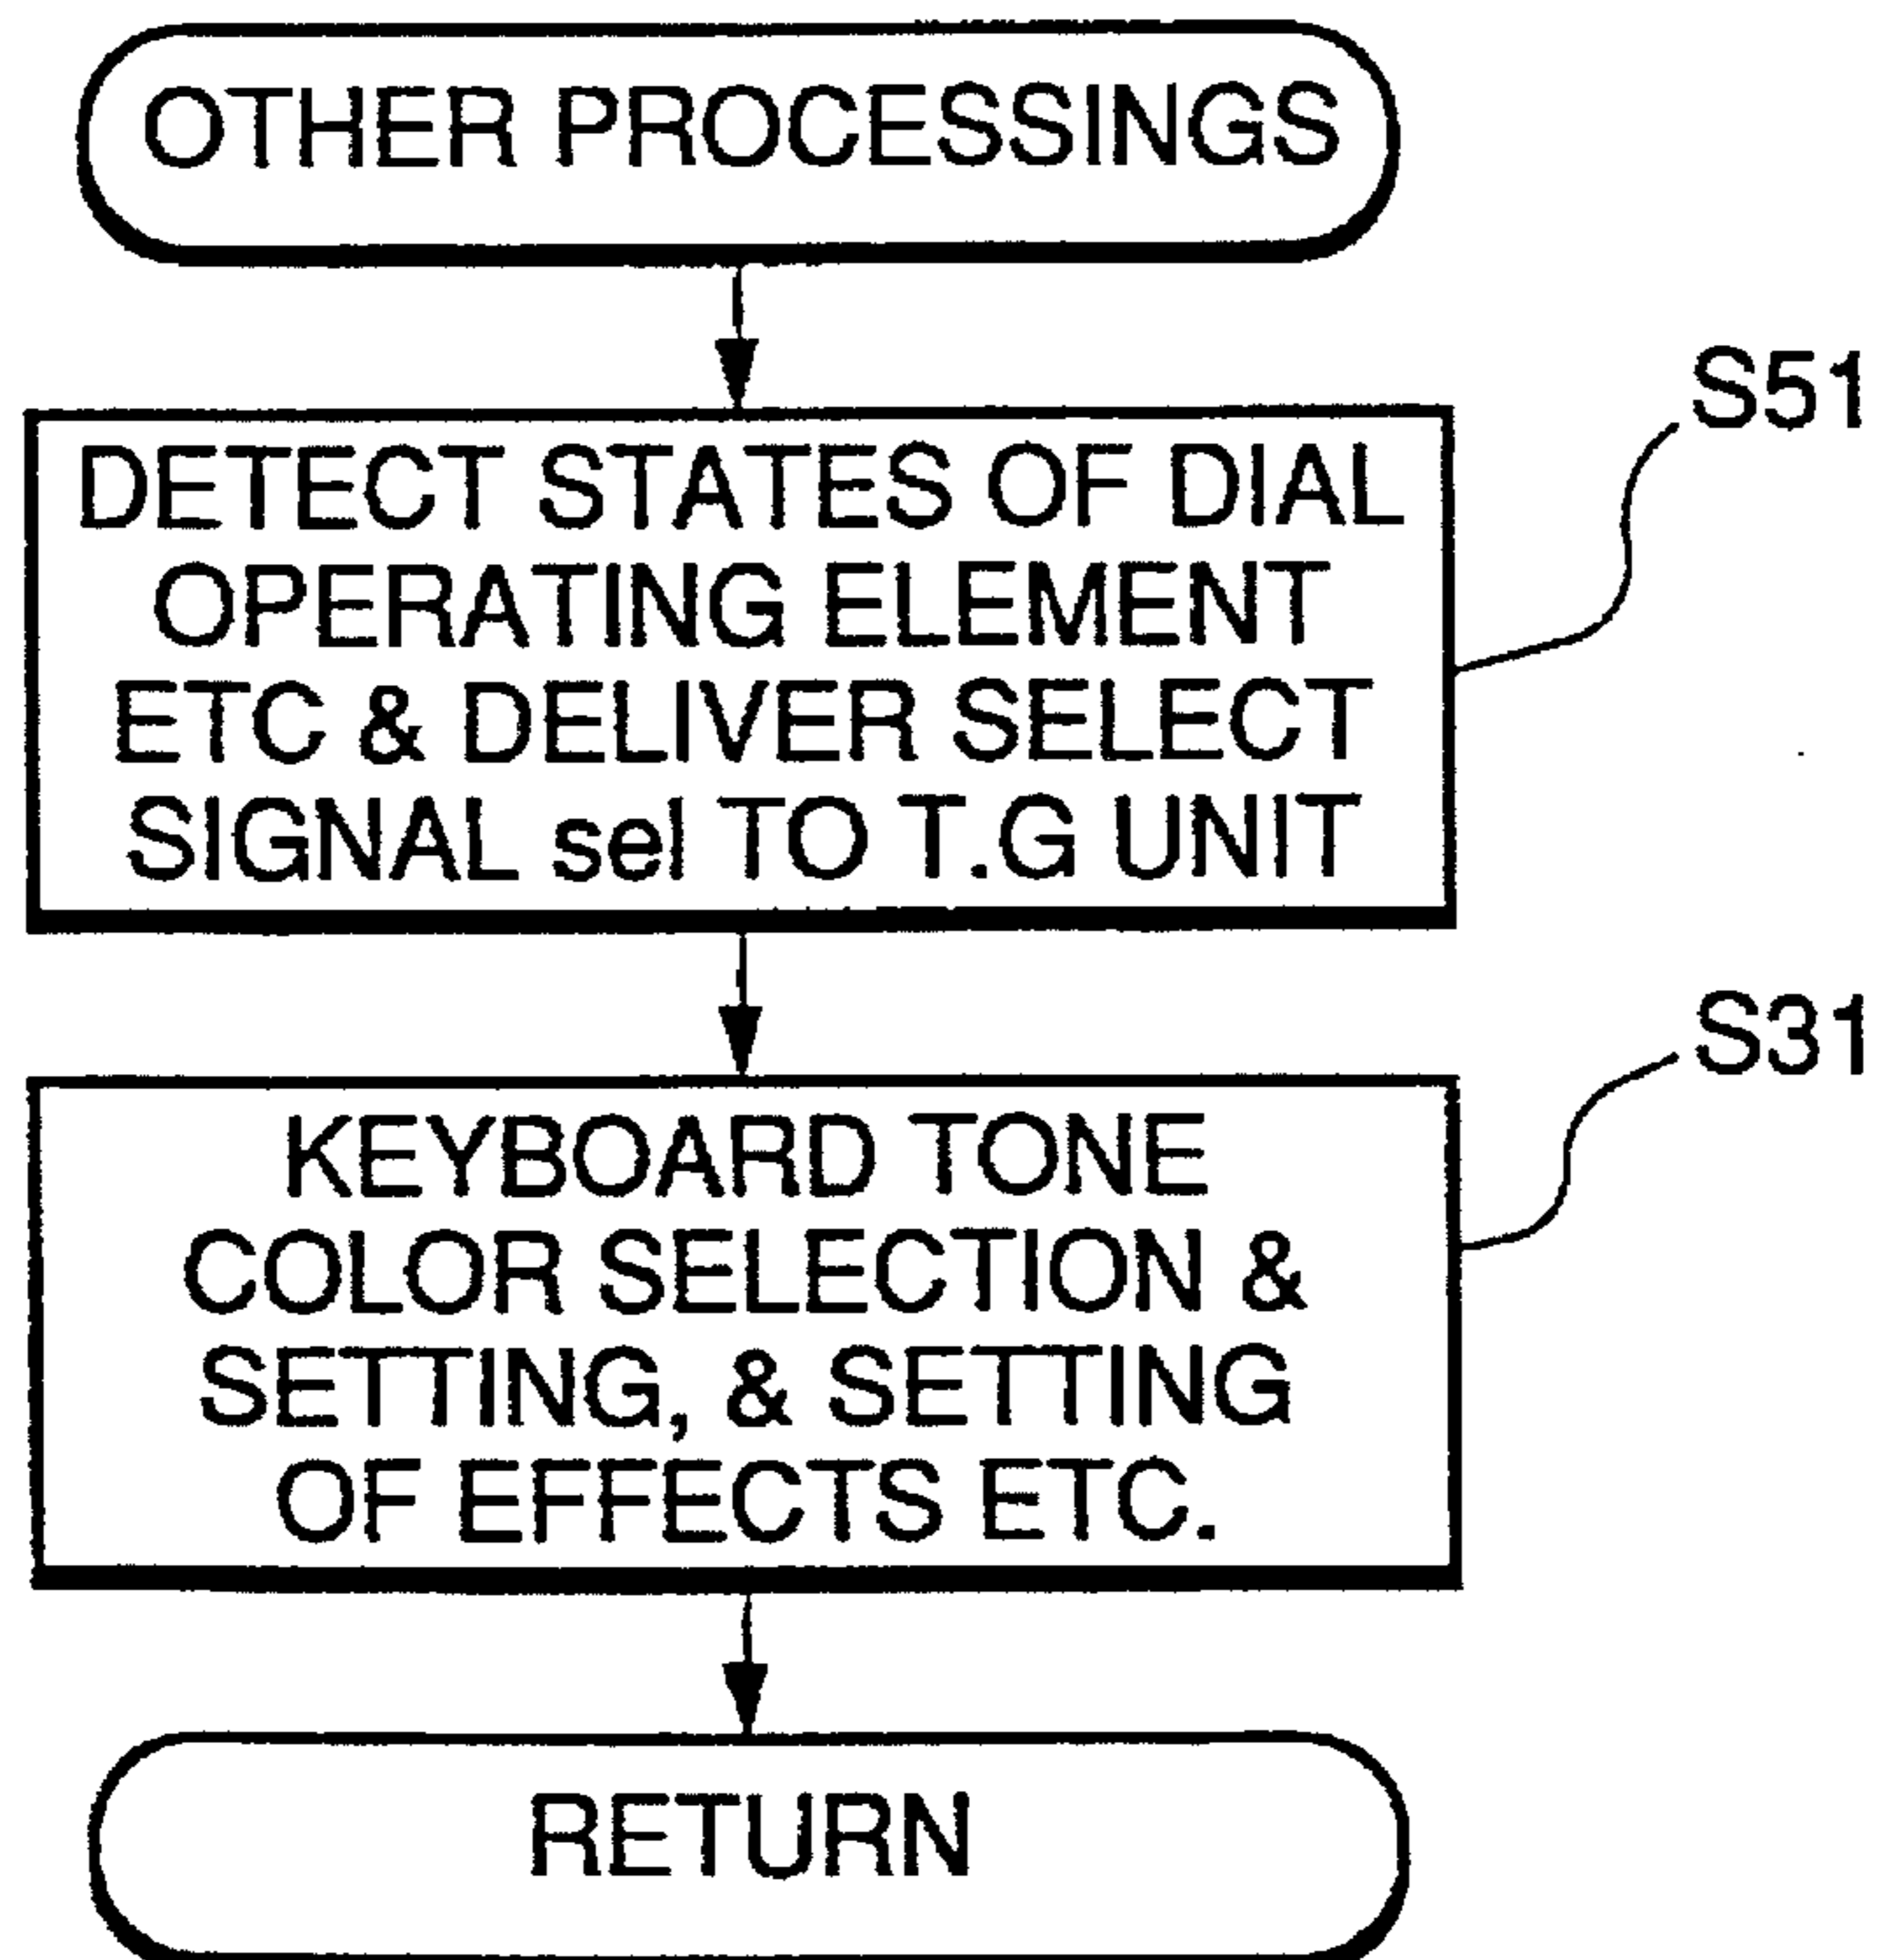 OTHER PROCESSINGS
S51
DETECT STATES OF DIAL
OPERATING ELEMENT
ETC & DELIVER SELECT
SIGNAL sel TO T.G UNIT
S31
KEYBOARD TONE
COLOR SELECTION &
SETTING, & SETTING
OF EFFECTS ETC.
RETURN